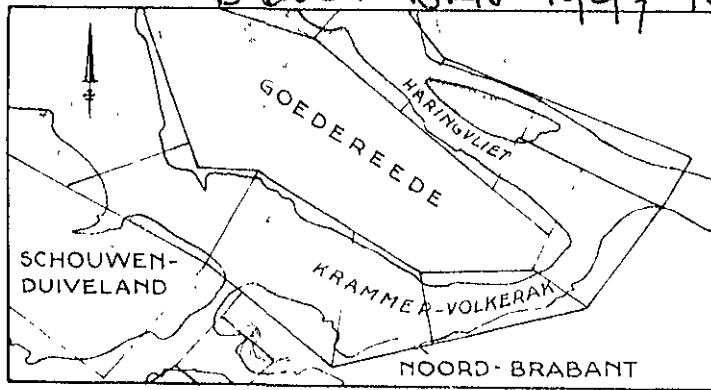 GOEDEREEDE
HARINGVLIET
SCHOUWEN-
DUIVELAND
KRAMMER-VOLKERAK
NOORD-BRABANT